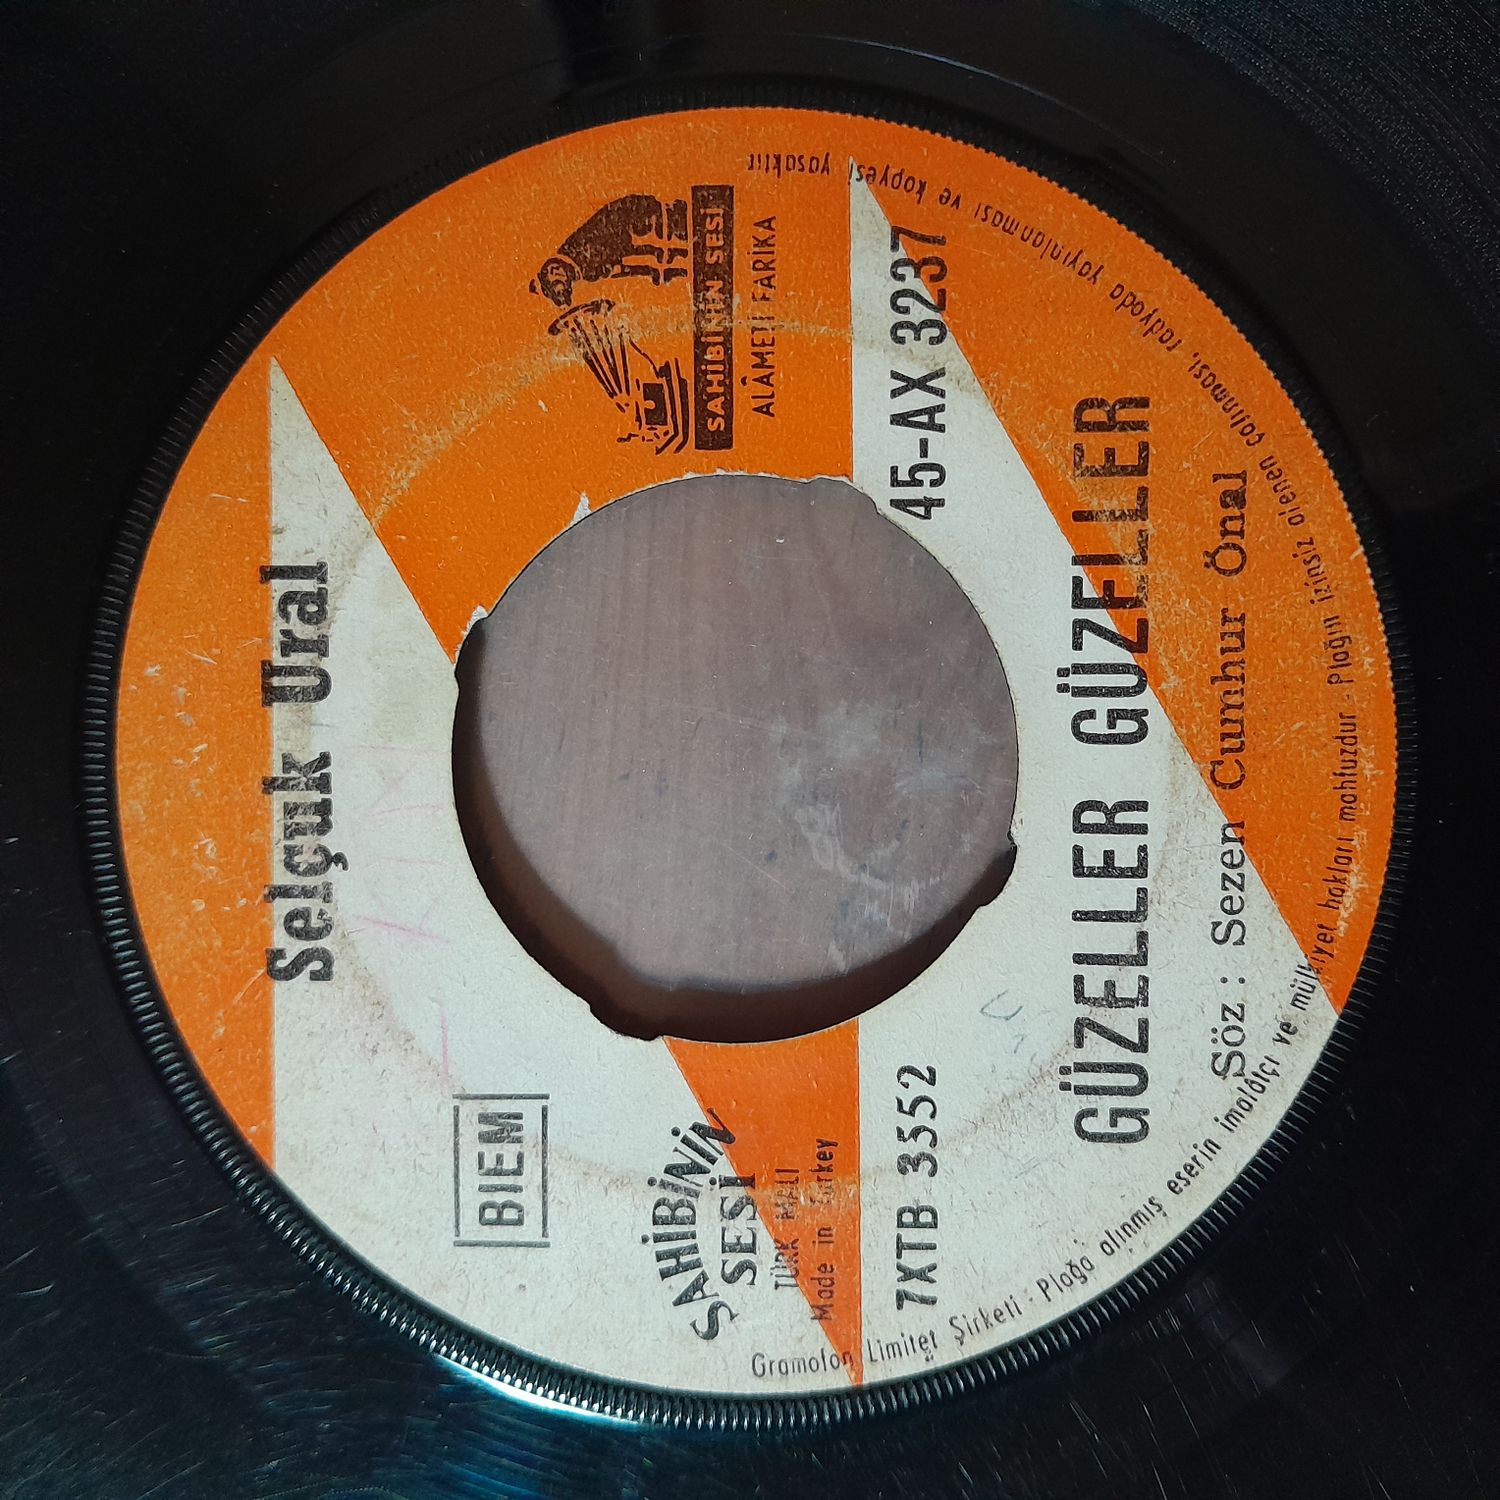 Selçuk Ural
BIEM
SAHİBİNİN SESİ
ALÂMETİ FARİKA
SAHİBİNİN
SESİ
TÜRK MALI
Made in Turkey
7XTB 3552
45-AX 3237
GÜZELLER GÜZELLER
Söz : Sezen Cumhur Önal
Gramofon Limitet Şirketi - Plağa alınmış eserin imalâtçı ve mülkiyet hakları mahfuzdur - Plağın izinsiz olenen çalınması, radyoda yayınlanması ve kopyesi yasaktır